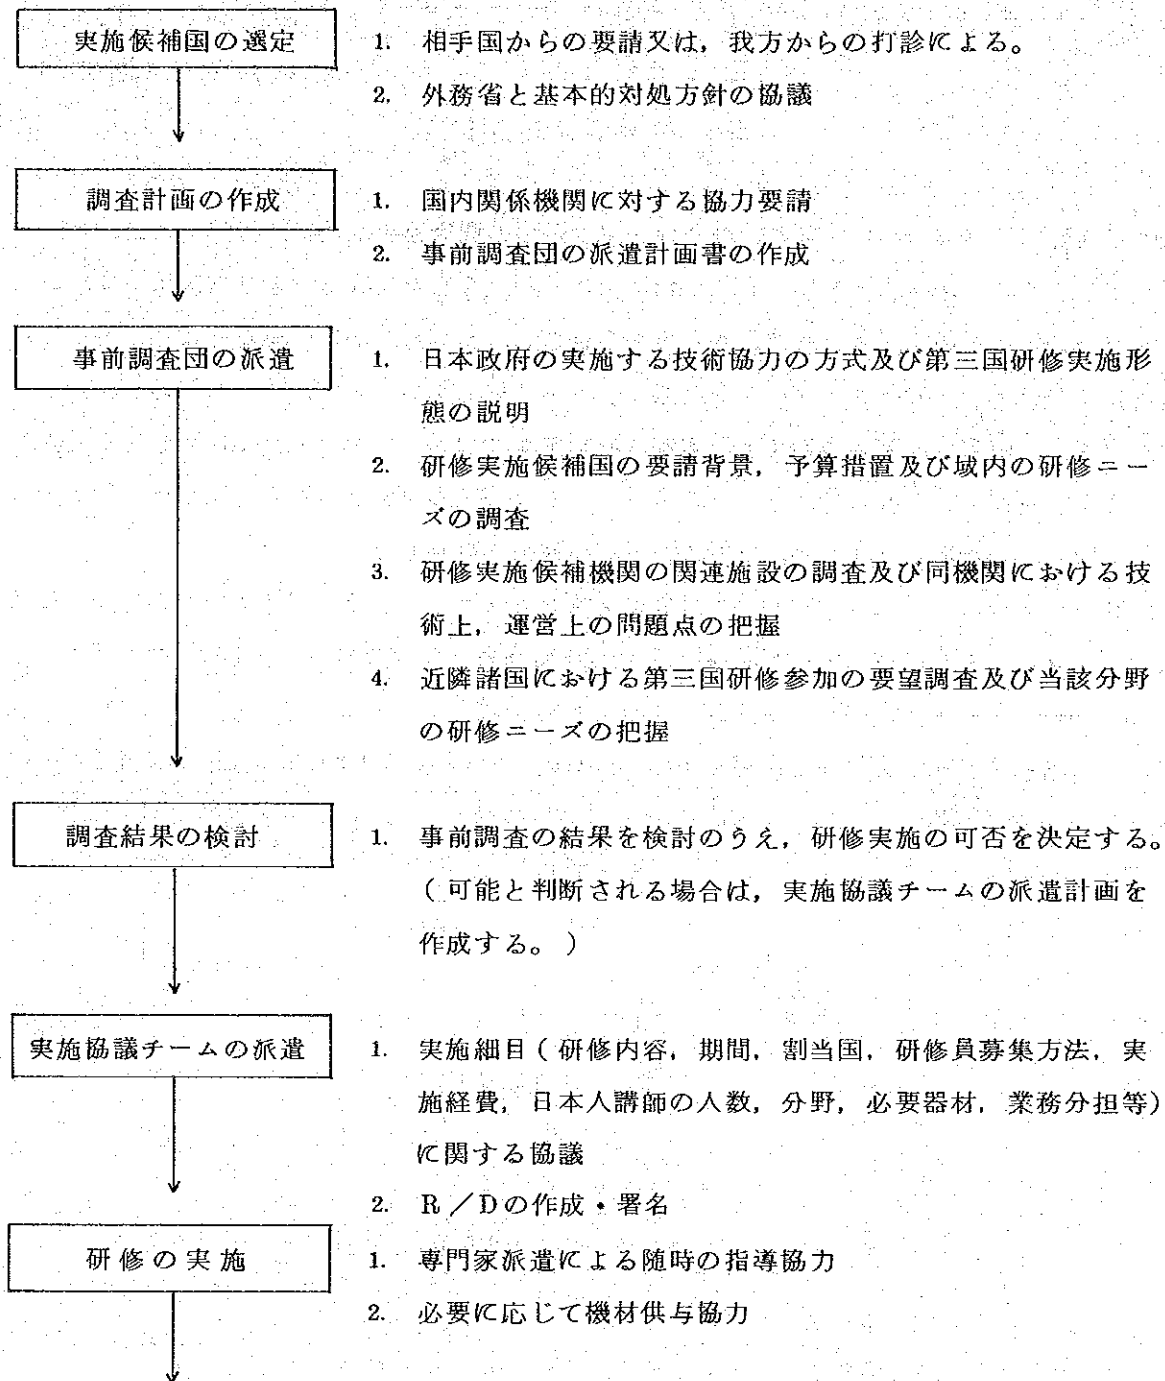 実施候補国の選定
1. 相手国からの要請又は，我方からの打診による。
2. 外務省と基本的対処方針の協議
調査計画の作成
1. 国内関係機関に対する協力要請
2. 事前調査団の派遣計画書の作成
事前調査団の派遣
1. 日本政府の実施する技術協力の方式及び第三国研修実施形
態の説明
2. 研修実施候補国の要請背景，予算措置及び域内の研修ニー
ズの調査
3. 研修実施候補機関の関連施設の調査及び同機関における技
術上，運営上の問題点の把握
4. 近隣諸国における第三国研修参加の要望調査及び当該分野
の研修ニーズの把握
調査結果の検討
1. 事前調査の結果を検討のうえ，研修実施の可否を決定する。
（可能と判断される場合は，実施協議チームの派遣計画を
作成する。）
実施協議チームの派遣
1. 実施細目（研修内容，期間，割当国，研修員募集方法，実
施経費，日本人講師の人数，分野，必要器材，業務分担等）
に関する協議
2. R／Dの作成・署名
研修の実施
1. 専門家派遣による随時の指導協力
2. 必要に応じて機材供与協力